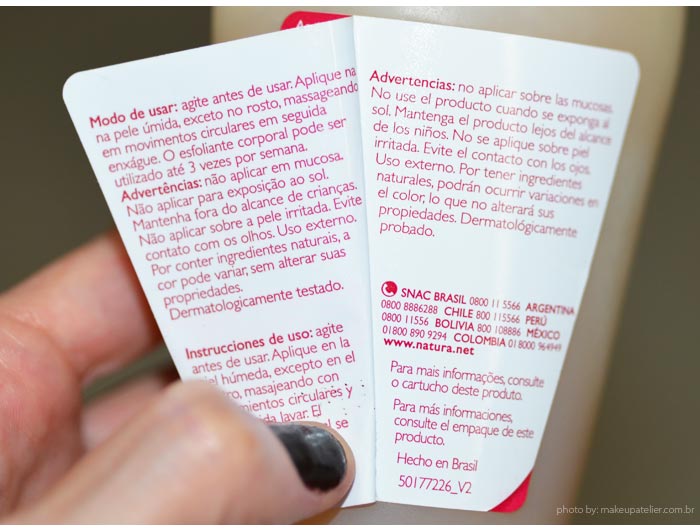 Modo de usar: agite antes de usar. Aplique na
na pele úmida, exceto no rosto, massageando
em movimentos circulares em seguida
enxágue. O esfoliante corporal pode ser
utilizado até 3 vezes por semana.
Advertências: não aplicar em mucosa.
Não aplicar para exposição ao sol.
Mantenha fora do alcance de crianças.
Não aplicar sobre a pele irritada. Evite
contato com os olhos. Uso externo.
Por conter ingredientes naturais, a
cor pode variar, sem alterar suas
propriedades.
Dermatologicamente testado.
Instrucciones de uso: agite
antes de usar. Aplique en la
húmeda, excepto en el
masajeando con
circulares y
lavar. El
se
Advertencias: no aplicar sobre las mucosas.
No use el producto cuando se exponga al
sol. Mantenga el producto lejos del alcance
de los niños. No se aplique sobre piel
irritada. Evite el contacto con los ojos.
Uso externo. Por tener ingredientes
naturales, podrán ocurrir variaciones en
el color, lo que no alterará sus
propiedades. Dermatológicamente
probado.
SNAC BRASIL 0800 11 5566 ARGENTINA
0800 8886288 CHILE 800 115566 PERÚ
0800 11556 BOLIVIA 800 108886 MÉXICO
01800 890 9294 COLOMBIA 018000 964949
www.natura.net
Para mais informações, consulte
o cartucho deste produto.
Para más informaciones,
consulte el empaque de este
producto.
Hecho en Brasil
50177226_V2
photo by: makeupatelier.com.br